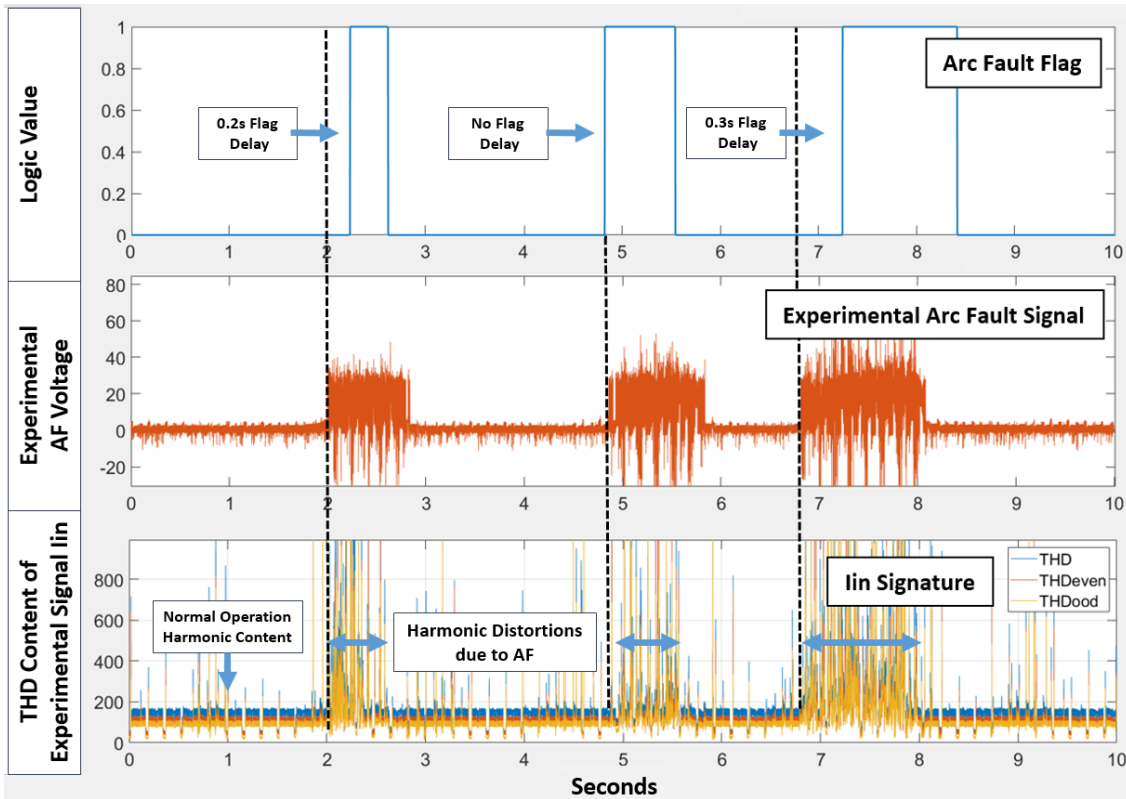 Logic Value
1
0.8
0.6
0.4
0.2
0
0 1 2 3 4 5 6 7 8 9 10
Arc Fault Flag
0.2s Flag
Delay
No Flag
Delay
0.3s Flag
Delay
Experimental
AF Voltage
80
60
40
20
0
-20
0 1 2 3 4 5 6 7 8 9 10
Experimental Arc Fault Signal
THD Content of
Experimental Signal Iin
800
600
400
200
0
0 1 2 3 4 5 6 7 8 9 10
Normal Operation
Harmonic Content
Harmonic Distortions
due to AF
Iin Signature
THD
THDeven
THDood
Seconds